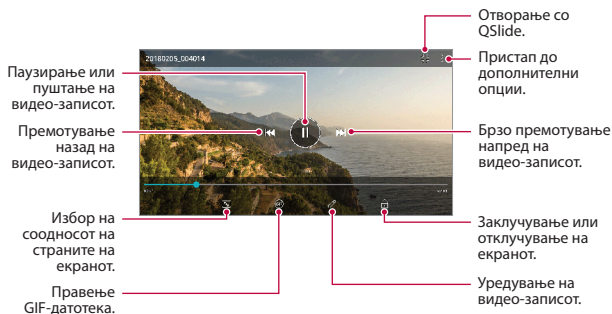 Отворање со
QSlide.
20180205_004014
Пристап до
дополнителни
опции.
Паузирање или
пуштање на
видео-записот.
Премотување
назад на
видео-записот.
Брзо премотување
напред на
видео-записот.
Избор на
соодносот на
страните на
екранот.
Заклучување или
отклучување на
екранот.
GIF
Правење
GIF-датотека.
Уредување на
видео-записот.